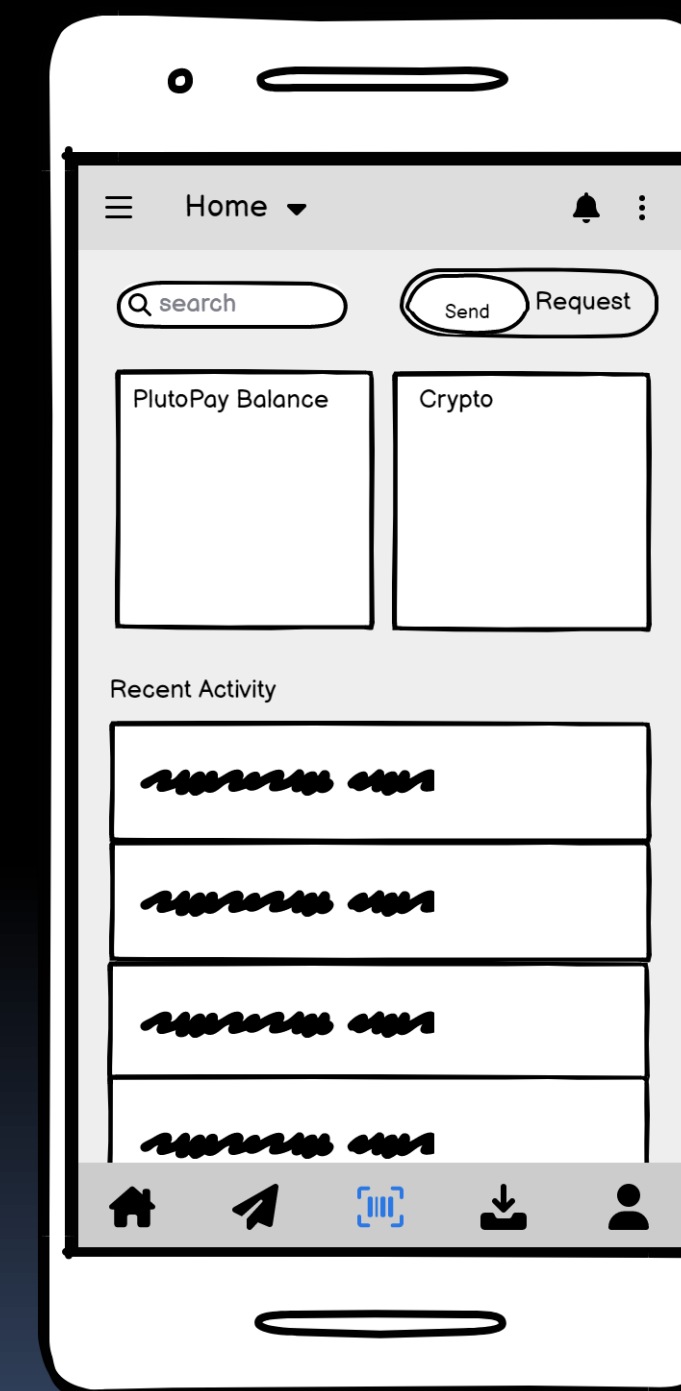 Home
search
Send Request
PlutoPay Balance
Crypto
Recent Activity